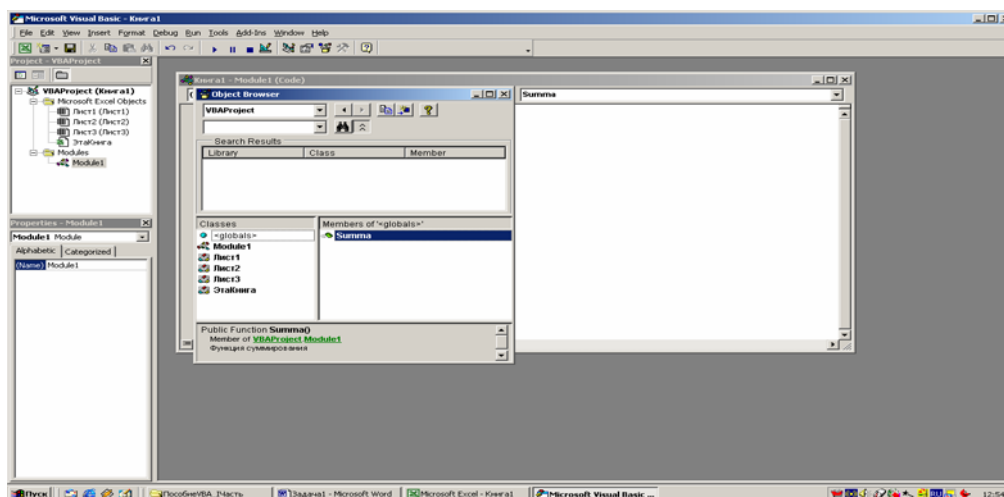 Microsoft Visual Basic - Книга1
File Edit View Insert Format Debug Run Tools Add-Ins Window Help
Project - VBAProject
VBAProject (Книга1)
Microsoft Excel Objects
Лист1 (Лист1)
Лист2 (Лист2)
Лист3 (Лист3)
ЭтаКнига
Modules
Module1
Properties - Module1
Module1 Module
Alphabetic Categorized
(Name) Module1
Книга1 - Module1 (Code)
Summa
Object Browser
VBAProject
Search Results
Library Class Member
Classes Members of '<globals>'
<globals> Summa
Module1
Лист1
Лист2
Лист3
ЭтаКнига
Public Function Summa()
Member of VBAProject.Module1
Функция суммирования
Пуск ПособиеVBA_IЧасть Задача1 - Microsoft Word Microsoft Excel - Книга1 Microsoft Visual Basic ... 12:54